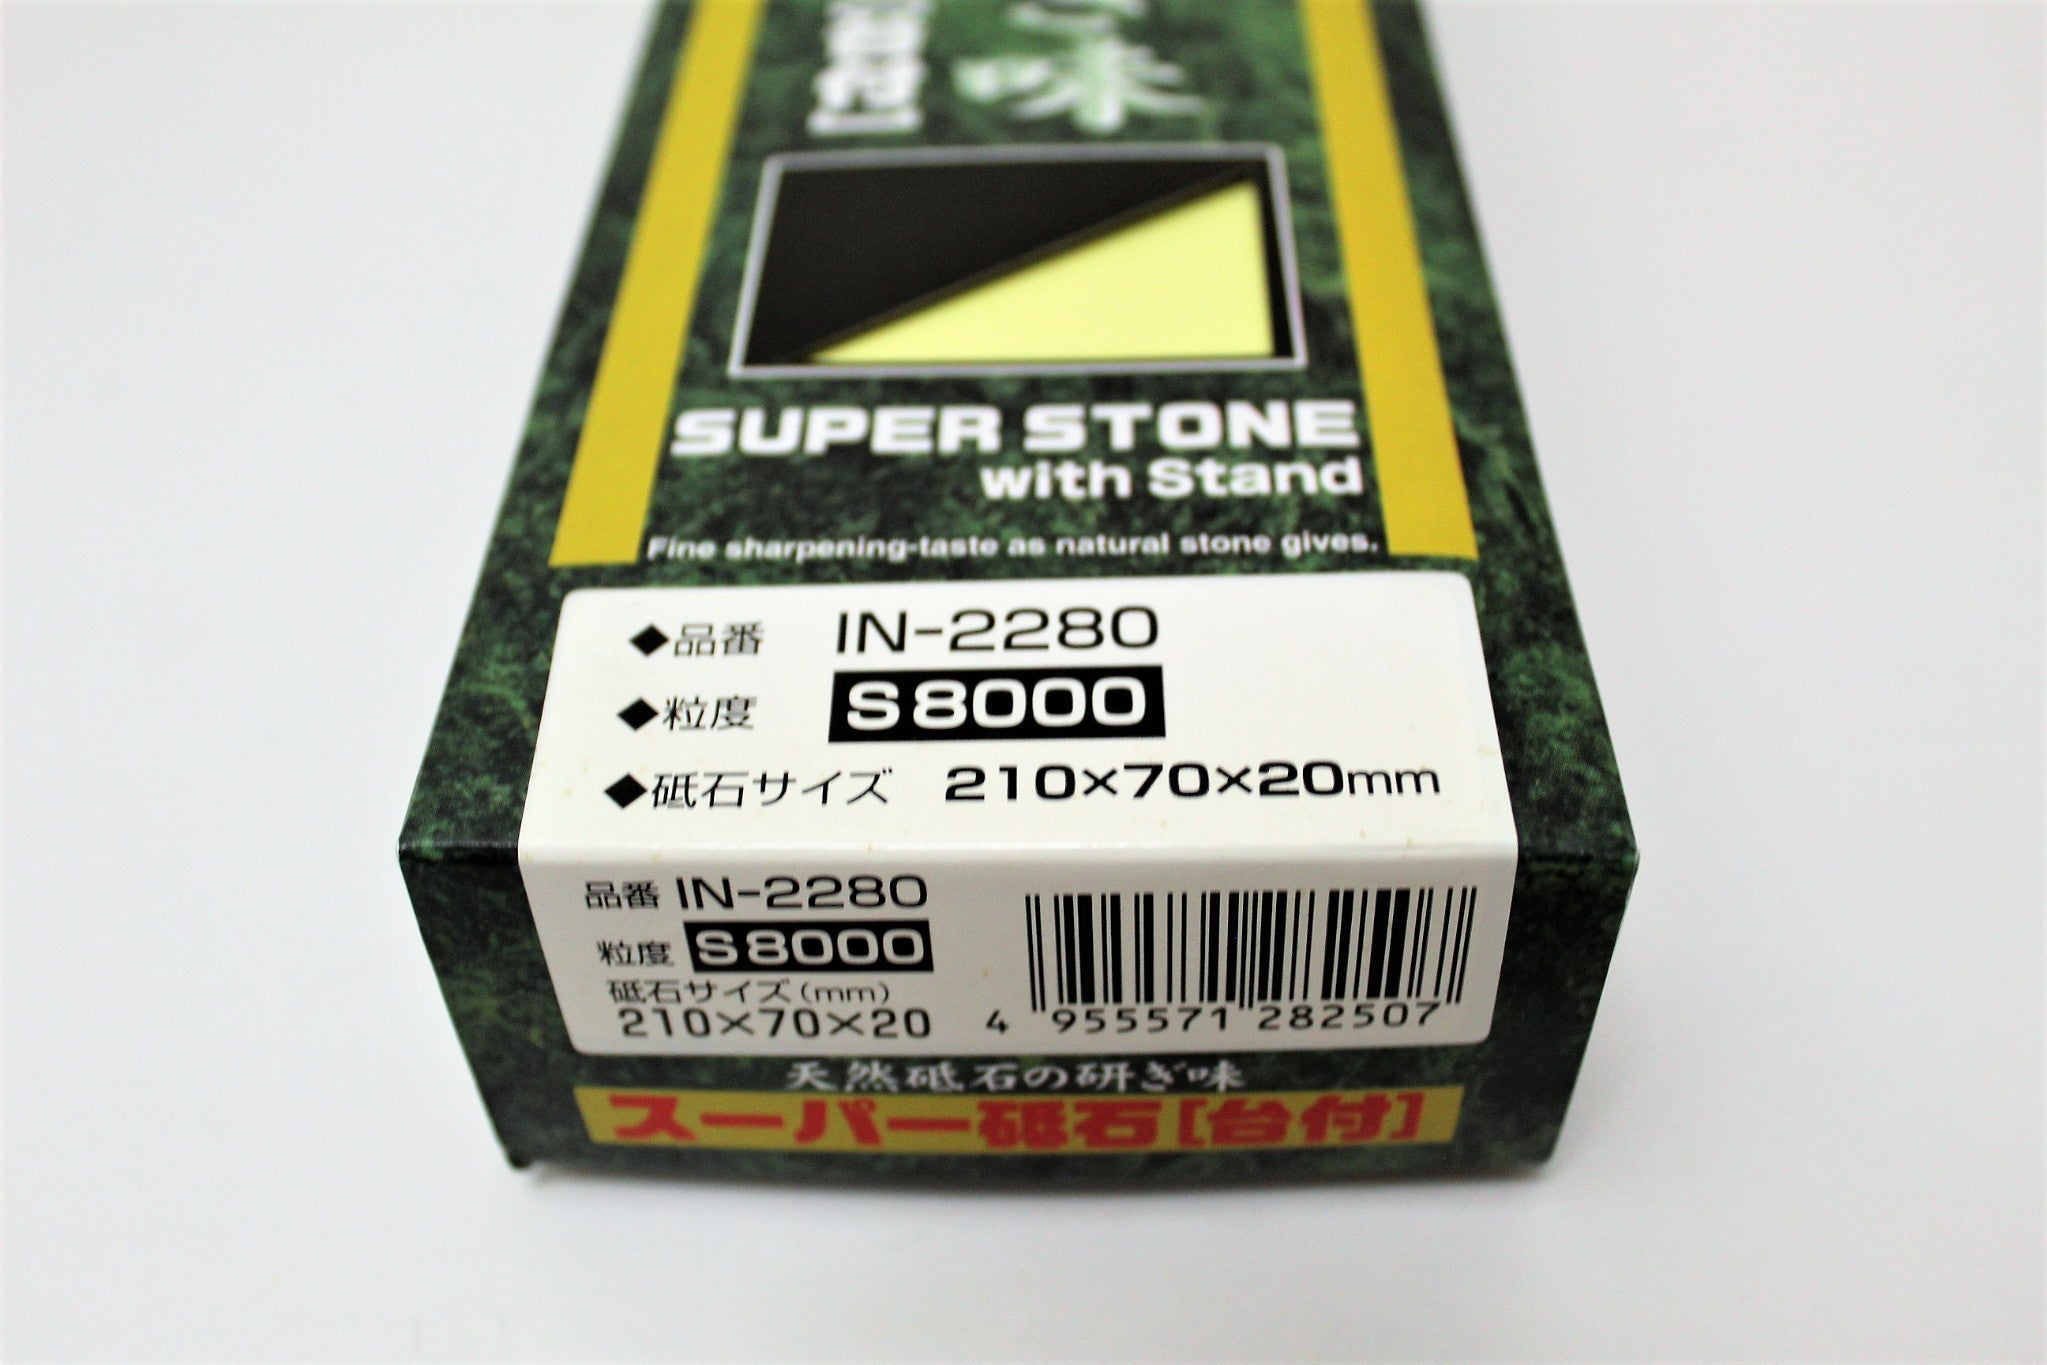 味
付]
SUPER STONE
with Stand
Fine sharpening-taste as natural stone gives.
◆品番 IN-2280
◆粒度 S8000
◆砥石サイズ 210×70×20mm
品番 IN-2280
粒度 S8000
砥石サイズ(mm)
210×70×20
4 955571 282507
天然砥石の研ぎ味
スーパー砥石[台付]